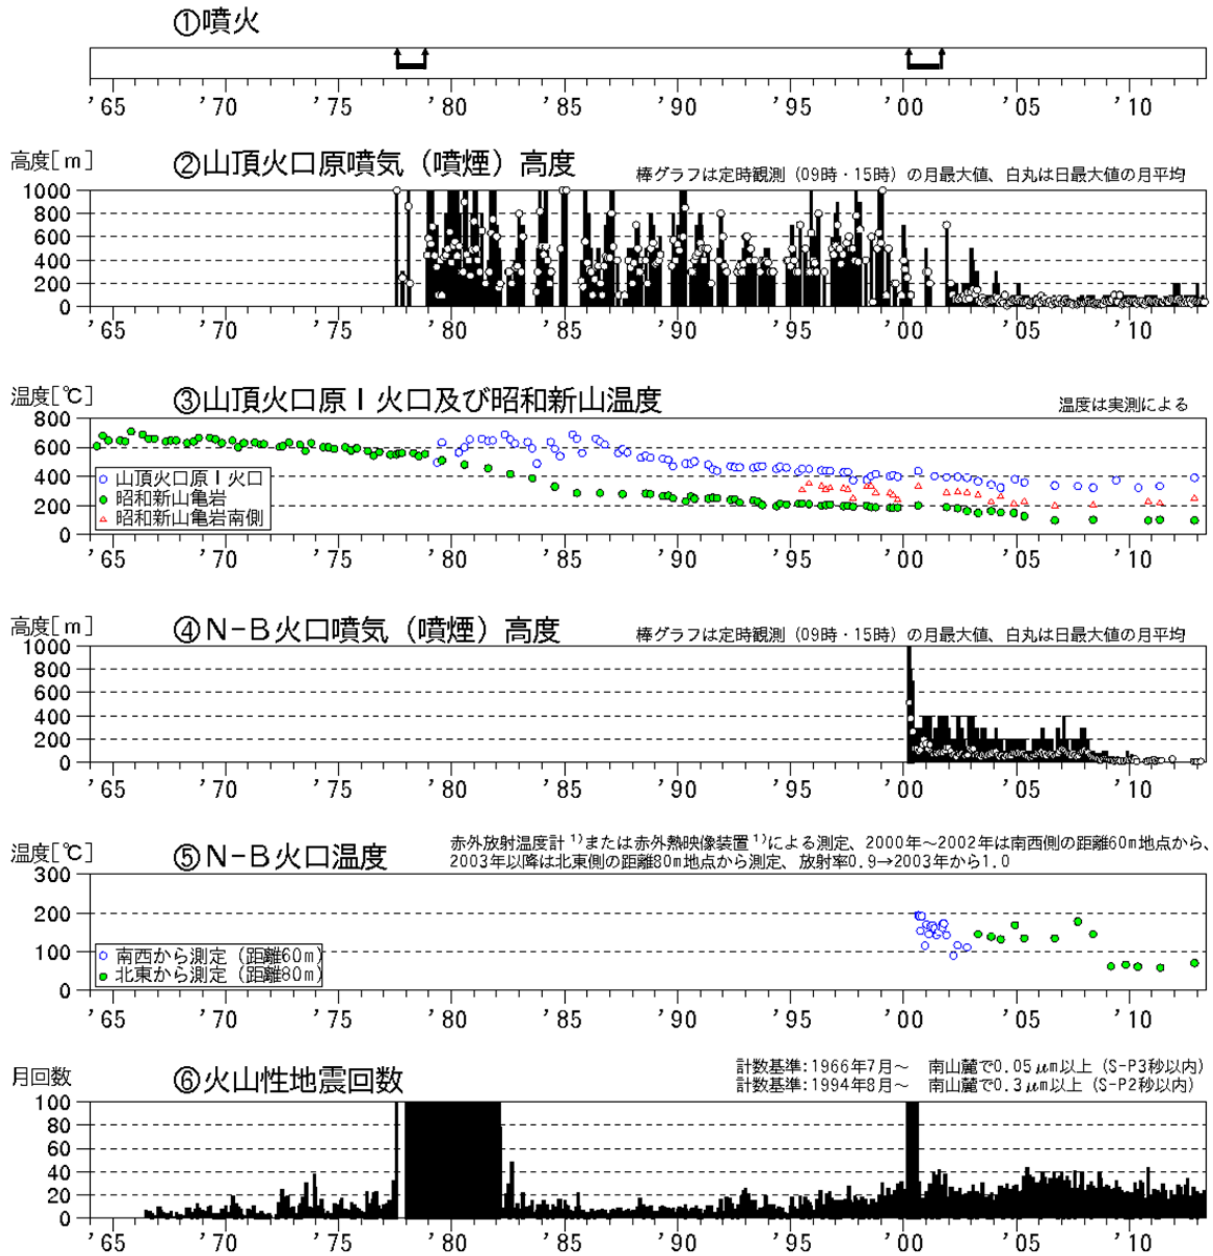 ①噴火
'65 '70 '75 '80 '85 '90 '95 '00 '05 '10
高度[m] ②山頂火口原噴気（噴煙）高度 棒グラフは定時観測（09時・15時）の月最大値、白丸は日最大値の月平均
1000
800
600
400
200
0
'65 '70 '75 '80 '85 '90 '95 '00 '05 '10
温度[℃] ③山頂火口原Ⅰ火口及び昭和新山温度 温度は実測による
800
600
400
200
0
山頂火口原Ⅰ火口
昭和新山亀岩
昭和新山亀岩南側
'65 '70 '75 '80 '85 '90 '95 '00 '05 '10
高度[m] ④N-B火口噴気（噴煙）高度 棒グラフは定時観測（09時・15時）の月最大値、白丸は日最大値の月平均
1000
800
600
400
200
0
'65 '70 '75 '80 '85 '90 '95 '00 '05 '10
温度[℃] ⑤N-B火口温度 赤外放射温度計 1)または赤外熱映像装置 1)による測定、2000年～2002年は南西側の距離60m地点から、
2003年以降は北東側の距離80m地点から測定、放射率0.9→2003年から1.0
300
200
100
0
南西から測定（距離60m）
北東から測定（距離80m）
'65 '70 '75 '80 '85 '90 '95 '00 '05 '10
月回数 ⑥火山性地震回数 計数基準:1966年7月～ 南山麓で0.05μm以上（S-P3秒以内）
計数基準:1994年8月～ 南山麓で0.3μm以上（S-P2秒以内）
100
80
60
40
20
0
'65 '70 '75 '80 '85 '90 '95 '00 '05 '10